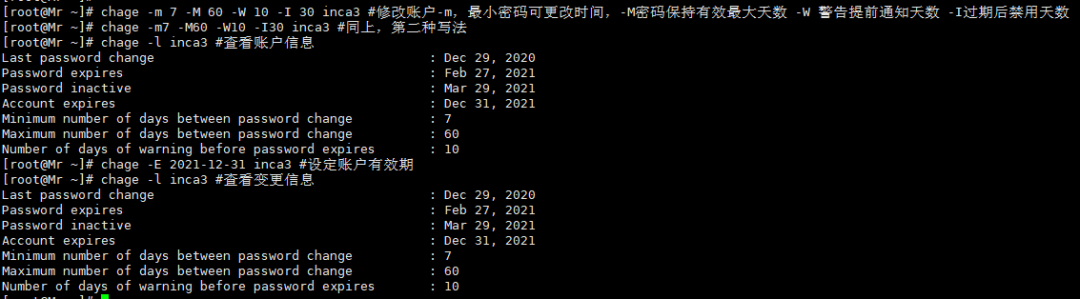 [root@Mr ~]# chage -m 7 -M 60 -W 10 -I 30 inca3 #修改账户-m，最小密码可更改时间，-M密码保持有效最大天数 -W 警告提前通知天数 -I过期后禁用天数
[root@Mr ~]# chage -m7 -M60 -W10 -I30 inca3 #同上，第二种写法
[root@Mr ~]# chage -l inca3 #查看账户信息
Last password change : Dec 29, 2020
Password expires : Feb 27, 2021
Password inactive : Mar 29, 2021
Account expires : Dec 31, 2021
Minimum number of days between password change : 7
Maximum number of days between password change : 60
Number of days of warning before password expires : 10
[root@Mr ~]# chage -E 2021-12-31 inca3 #设定账户有效期
[root@Mr ~]# chage -l inca3 #查看变更信息
Last password change : Dec 29, 2020
Password expires : Feb 27, 2021
Password inactive : Mar 29, 2021
Account expires : Dec 31, 2021
Minimum number of days between password change : 7
Maximum number of days between password change : 60
Number of days of warning before password expires : 10
[root@Mr ~]#